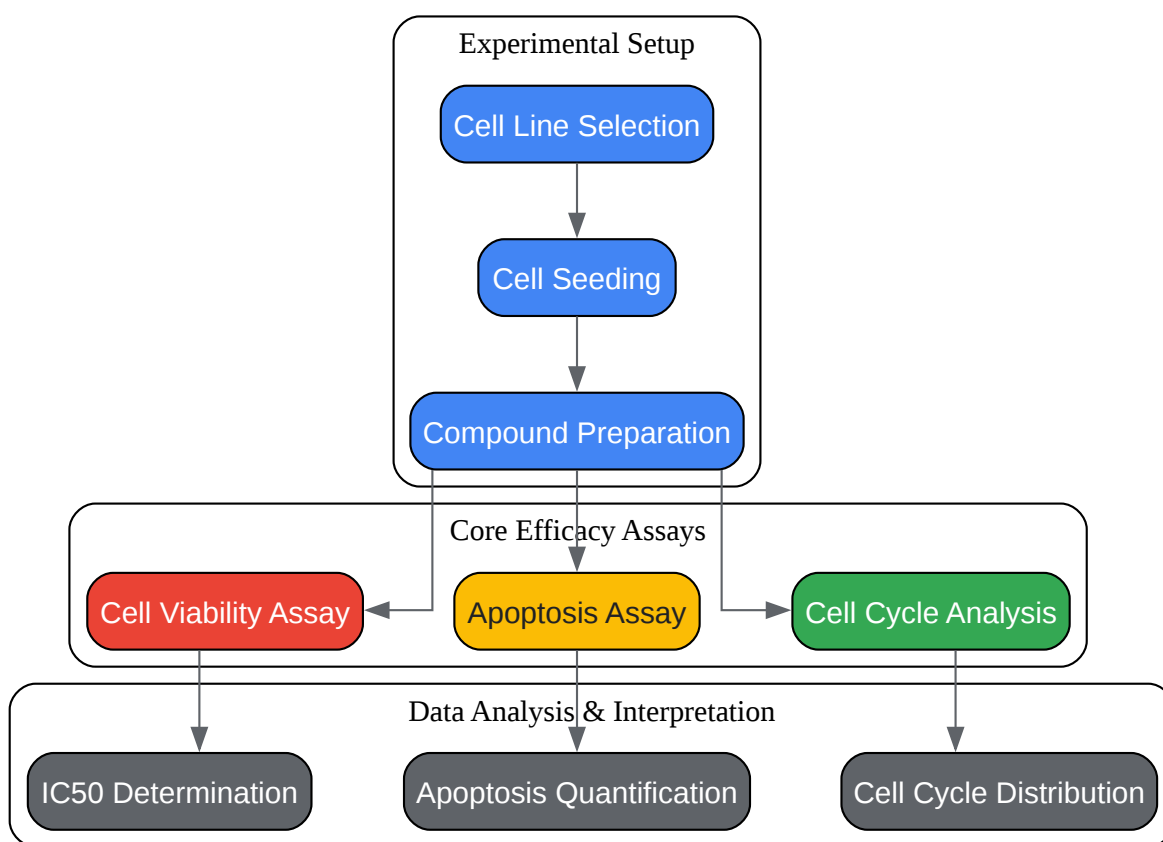 Experimental Setup
Cell Line Selection
Cell Seeding
Compound Preparation
Core Efficacy Assays
Cell Viability Assay
Apoptosis Assay
Cell Cycle Analysis
Data Analysis & Interpretation
IC50 Determination
Apoptosis Quantification
Cell Cycle Distribution